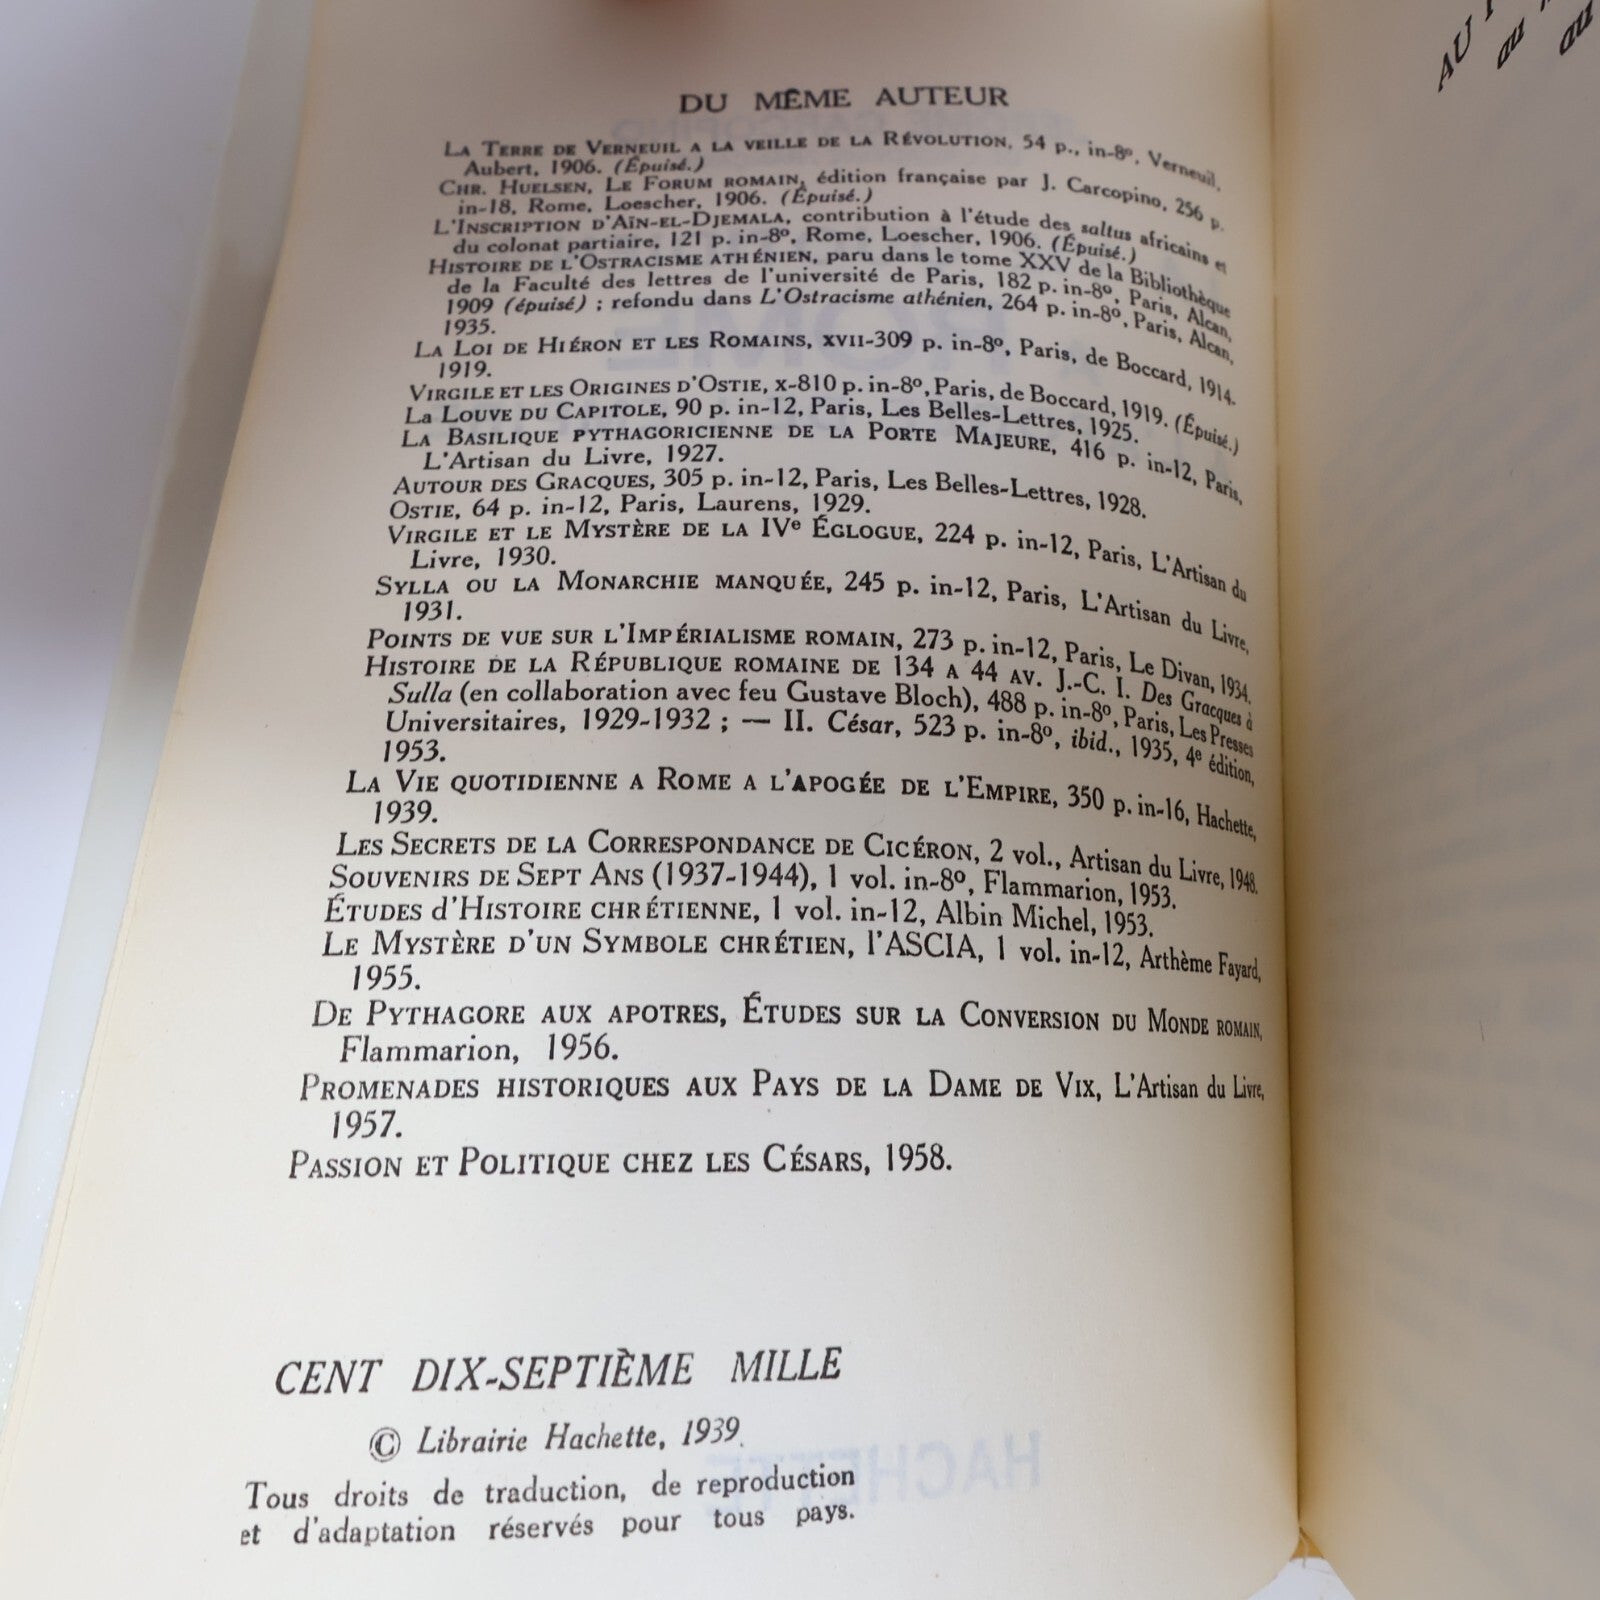 DU MÊME AUTEUR
LA TERRE DE VERNEUIL A LA VEILLE DE LA RÉVOLUTION, 54 p., in-8º, Verneuil,
Aubert, 1906. (Épuisé.)
CHR. HUELSEN, LE FORUM ROMAIN, édition française par J. Carcopino, 256 p.
in-18, Rome, Loescher, 1906. (Épuisé.)
L'INSCRIPTION D'AÏN-EL-DJEMALA, contribution à l'étude des saltus africains et
du colonat partiaire, 121 p. in-8º, Rome, Loescher, 1906. (Épuisé.)
HISTOIRE DE L'OSTRACISME ATHÉNIEN, paru dans le tome XXV de la Bibliothèque
de la Faculté des lettres de l'université de Paris, 182 p. in-8º, Paris, Alcan,
1909 (épuisé) ; refondu dans L'Ostracisme athénien, 264 p. in-8º, Paris, Alcan,
1935.
LA LOI DE HIÉRON ET LES ROMAINS, XVII-309 p. in-8º, Paris, de Boccard, 1914.
1919.
VIRGILE ET LES ORIGINES D'OSTIE, X-810 p. in-8º, Paris, de Boccard, 1919. (Épuisé.)
LA LOUVE DU CAPITOLE, 90 p. in-12, Paris, Les Belles-Lettres, 1925.
LA BASILIQUE PYTHAGORICIENNE DE LA PORTE MAJEURE, 416 p. in-12, Paris,
L'Artisan du Livre, 1927.
AUTOUR DES GRACQUES, 305 p. in-12, Paris, Les Belles-Lettres, 1928.
OSTIE, 64 p. in-12, Paris, Laurens, 1929.
VIRGILE ET LE MYSTÈRE DE LA IVe ÉGLOGUE, 224 p. in-12, Paris, L'Artisan du
Livre, 1930.
SYLLA OU LA MONARCHIE MANQUÉE, 245 p. in-12, Paris, L'Artisan du Livre,
1931.
POINTS DE VUE SUR L'IMPÉRIALISME ROMAIN, 273 p. in-12, Paris, Le Divan, 1934.
HISTOIRE DE LA RÉPUBLIQUE ROMAINE DE 134 A 44 AV. J.-C. I. Des Gracques à
Sulla (en collaboration avec feu Gustave Bloch), 488 p. in-8º, Paris, Les Presses
Universitaires, 1929-1932 ; — II. César, 523 p. in-8º, ibid., 1935, 4e édition,
1953.
LA VIE QUOTIDIENNE A ROME A L'APOGÉE DE L'EMPIRE, 350 p. in-16, Hachette,
1939.
LES SECRETS DE LA CORRESPONDANCE DE CICÉRON, 2 vol., Artisan du Livre, 1948.
SOUVENIRS DE SEPT ANS (1937-1944), 1 vol. in-8º, Flammarion, 1953.
ÉTUDES d'HISTOIRE CHRÉTIENNE, 1 vol. in-12, Albin Michel, 1953.
LE MYSTÈRE D'UN SYMBOLE CHRÉTIEN, l'ASCIA, 1 vol. in-12, Arthème Fayard,
1955.
DE PYTHAGORE AUX APOTRES, ÉTUDES SUR LA CONVERSION DU MONDE ROMAIN,
Flammarion, 1956.
PROMENADES HISTORIQUES AUX PAYS DE LA DAME DE VIX, L'Artisan du Livre,
1957.
PASSION ET POLITIQUE CHEZ LES CÉSARS, 1958.
CENT DIX-SEPTIÈME MILLE
© Librairie Hachette, 1939.
Tous droits de traduction, de reproduction
et d'adaptation réservés pour tous pays.
HACHETTE
AU
au
au